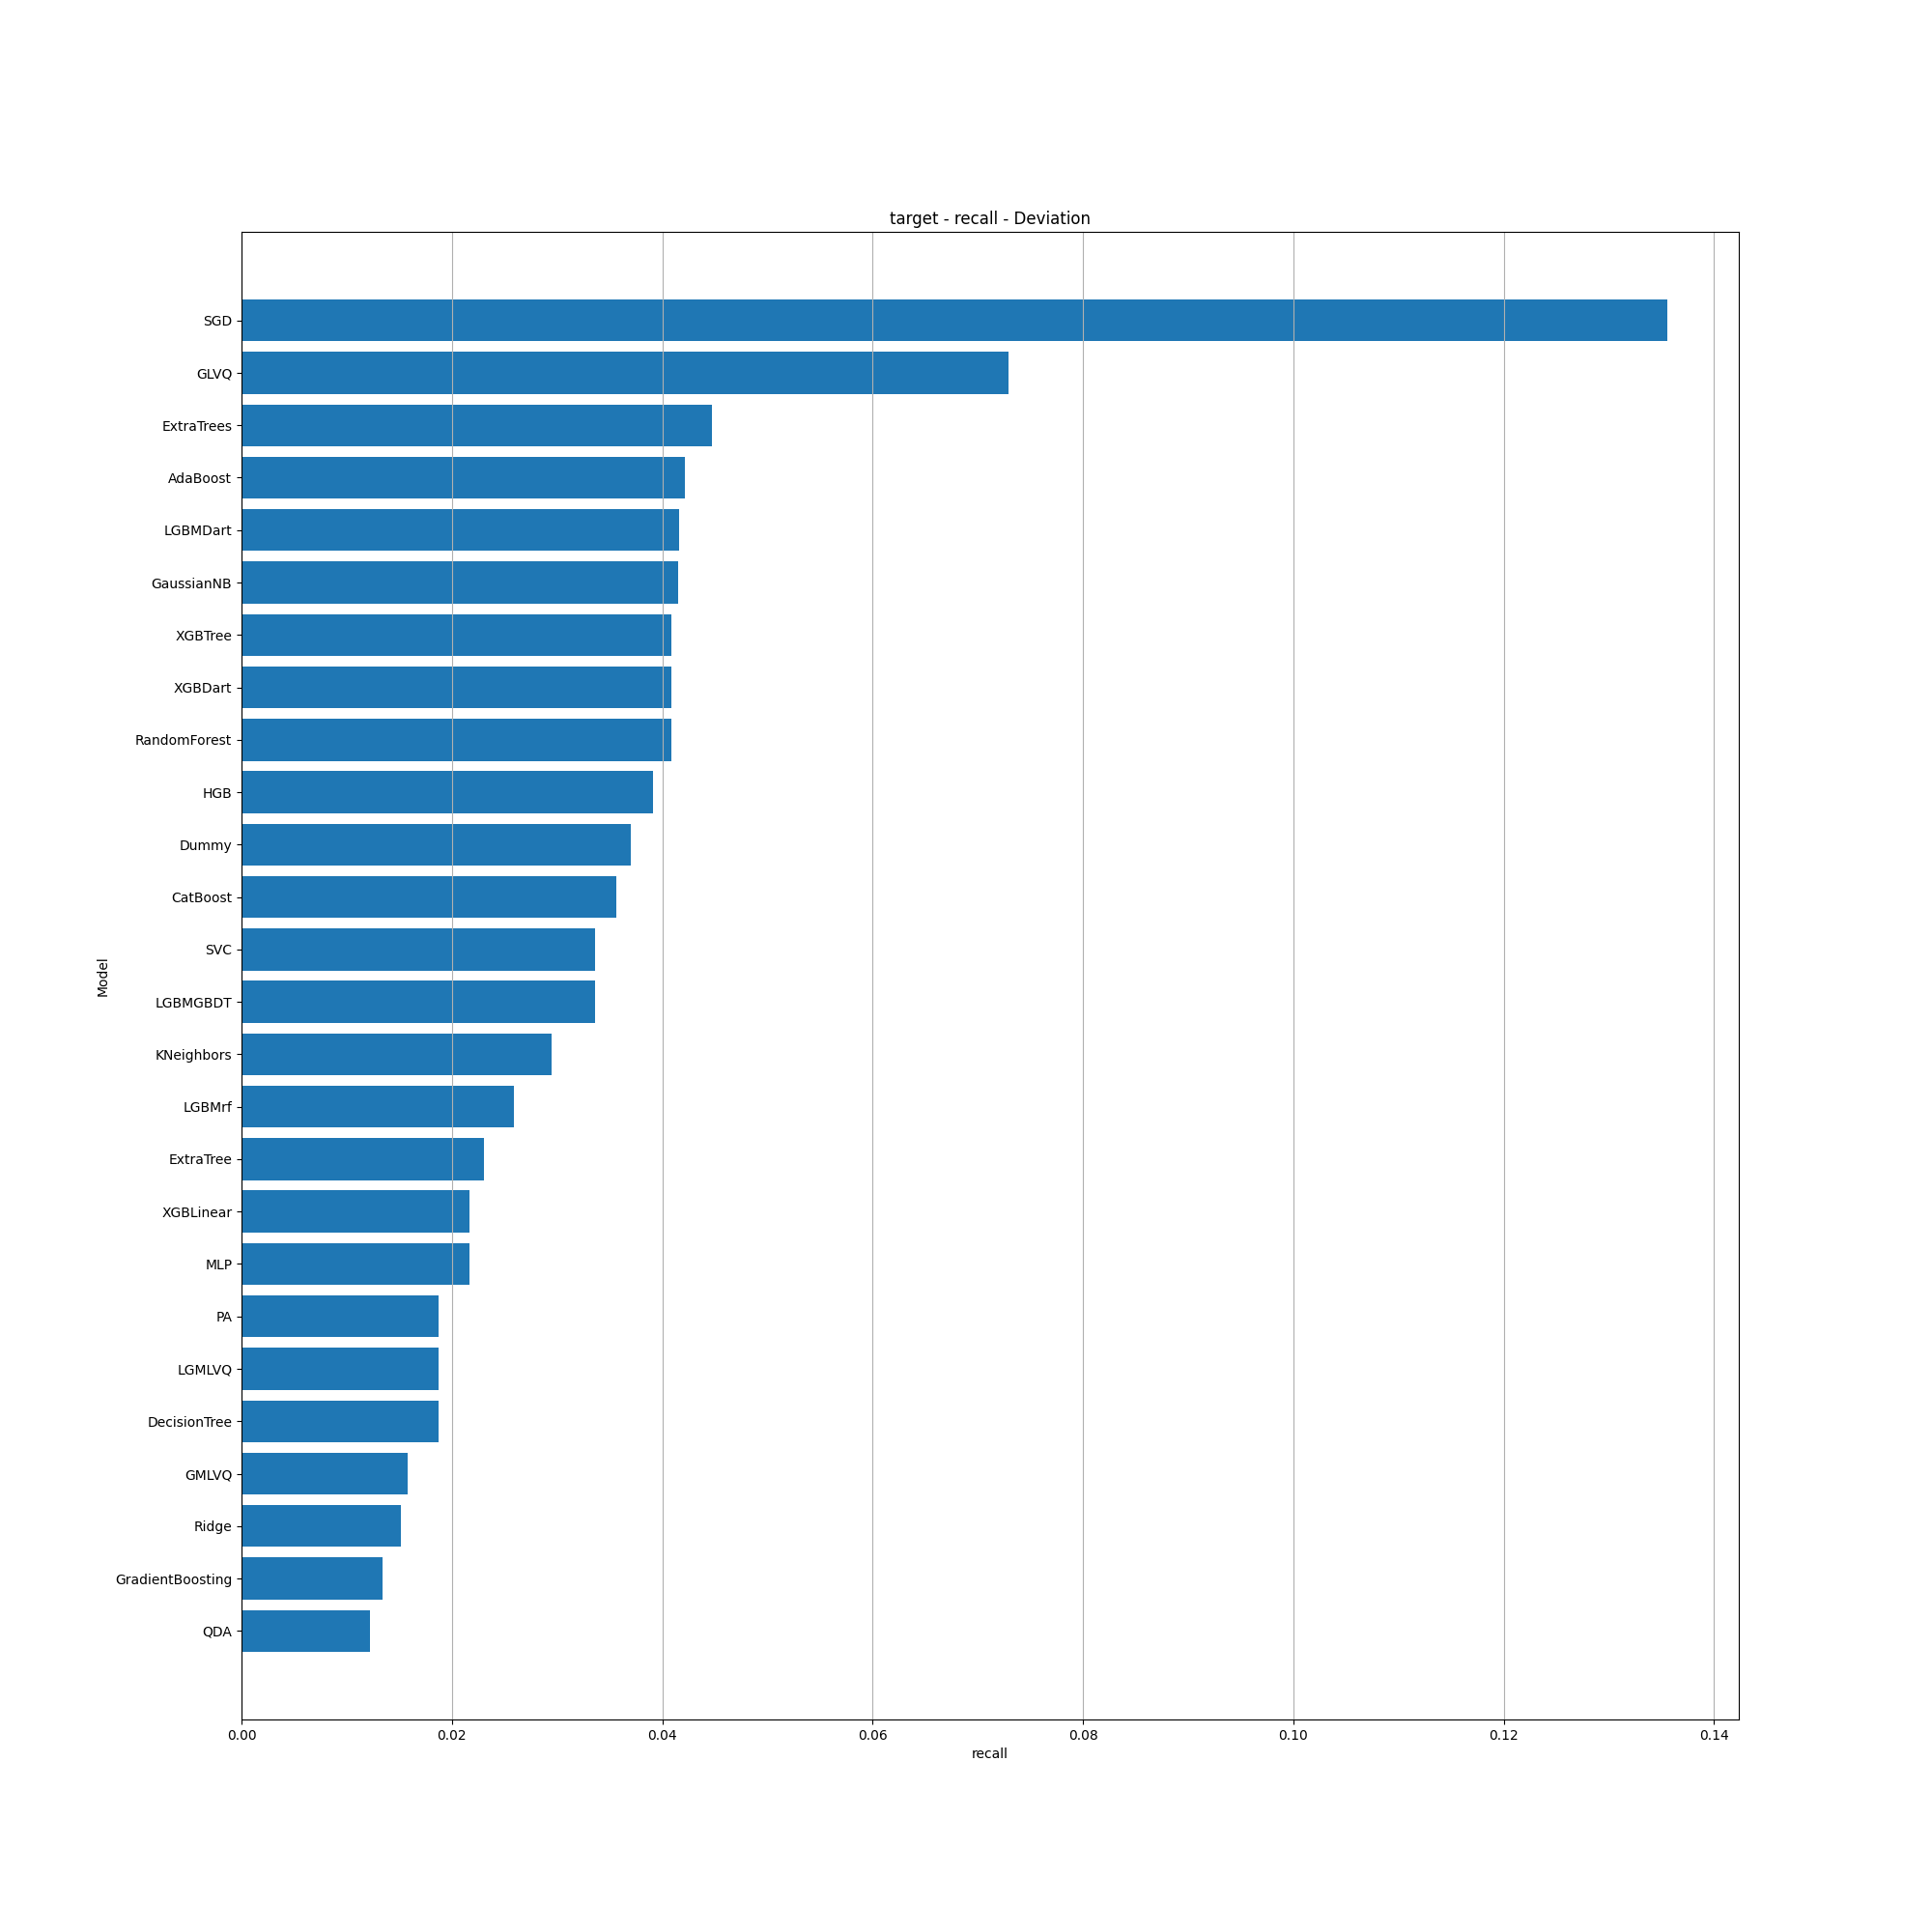 target - recall - Deviation
SGD
GLVQ
ExtraTrees
AdaBoost
LGBMDart
GaussianNB
XGBTree
XGBDart
RandomForest
HGB
Dummy
CatBoost
SVC
LGBMGBDT
KNeighbors
LGBMrf
ExtraTree
XGBLinear
MLP
PA
LGMLVQ
DecisionTree
GMLVQ
Ridge
GradientBoosting
QDA
Model
0.00 0.02 0.04 0.06 0.08 0.10 0.12 0.14
recall